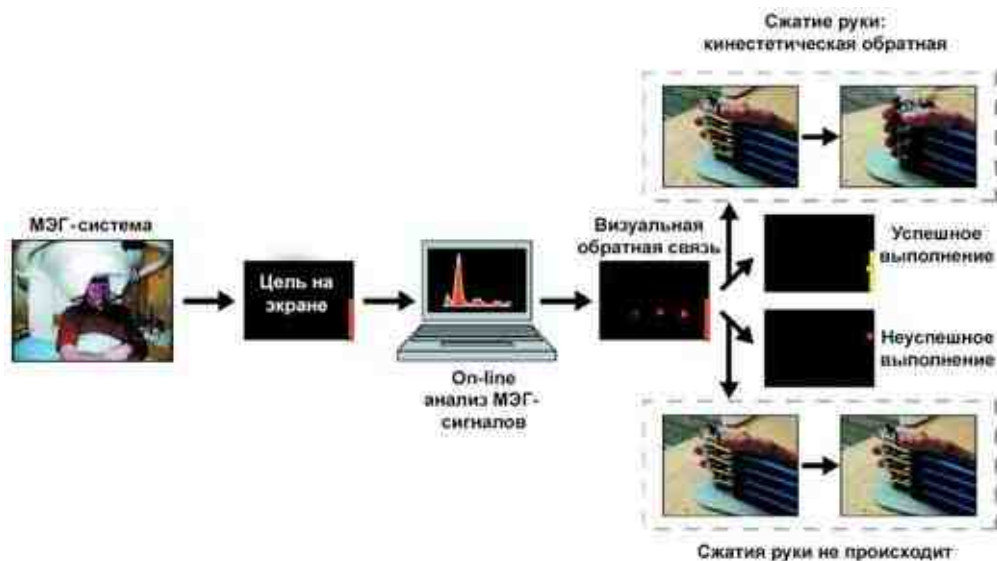 Сжатие руки:
кинестетическая обратная
МЭГ-система
Цель на
экране
On-line
анализ МЭГ-
сигналов
Визуальная
обратная связь
Успешное
выполнение
Неуспешное
выполнение
Сжатия руки не происходит